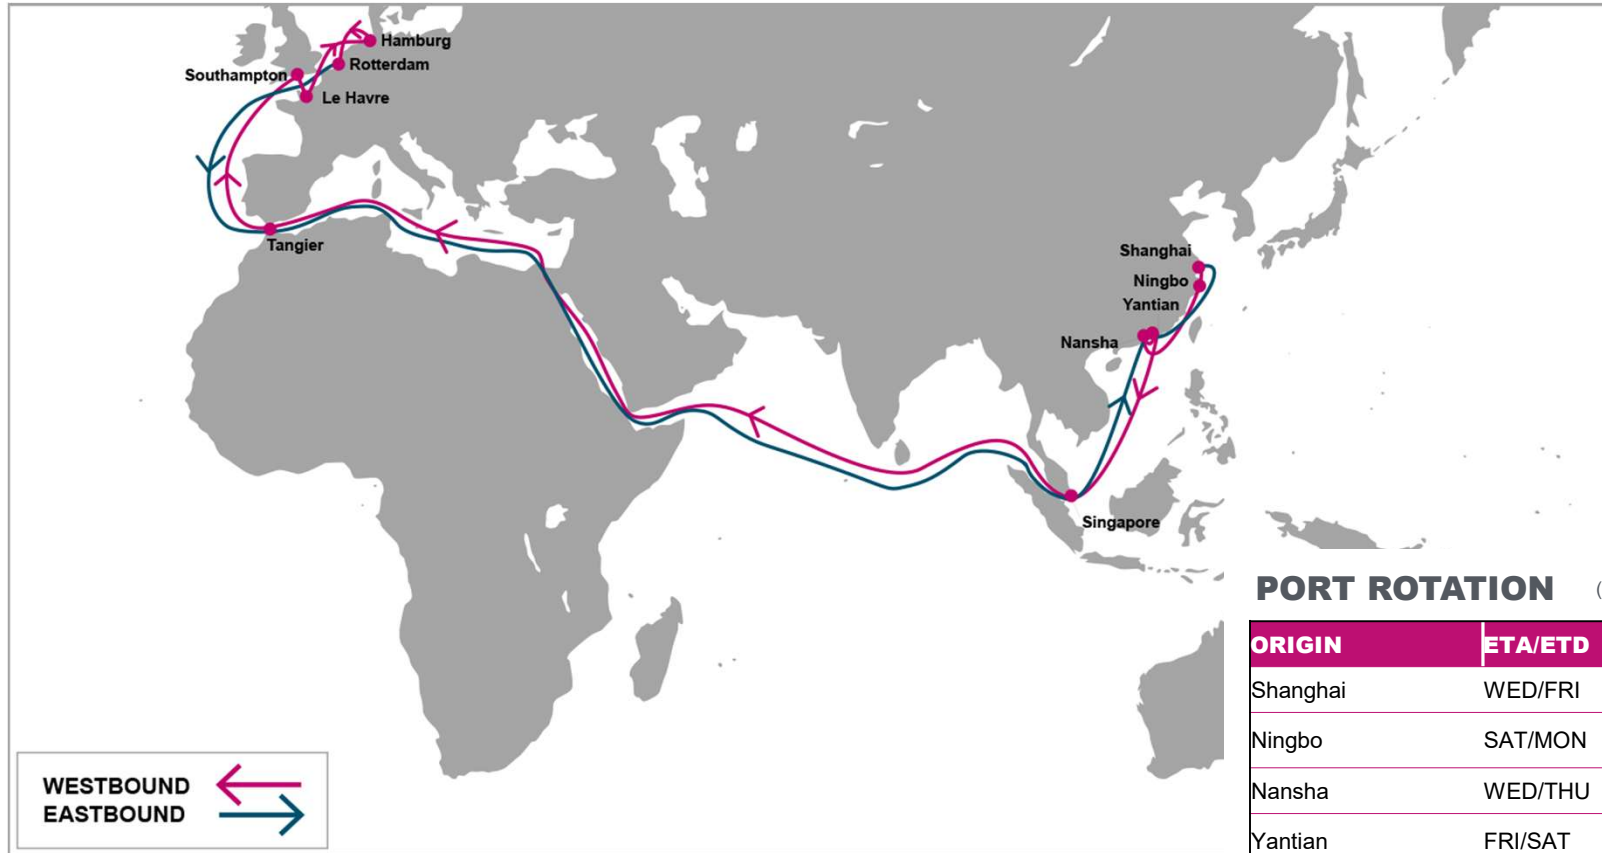 Hamburg
Rotterdam
Southampton
Le Havre
Tangier
Shanghai
Ningbo
Yantian
Nansha
Singapore
WESTBOUND
EASTBOUND
PORT ROTATION (
ORIGIN ETA/ETD
Shanghai WED/FRI
Ningbo SAT/MON
Nansha WED/THU
Yantian FRI/SAT